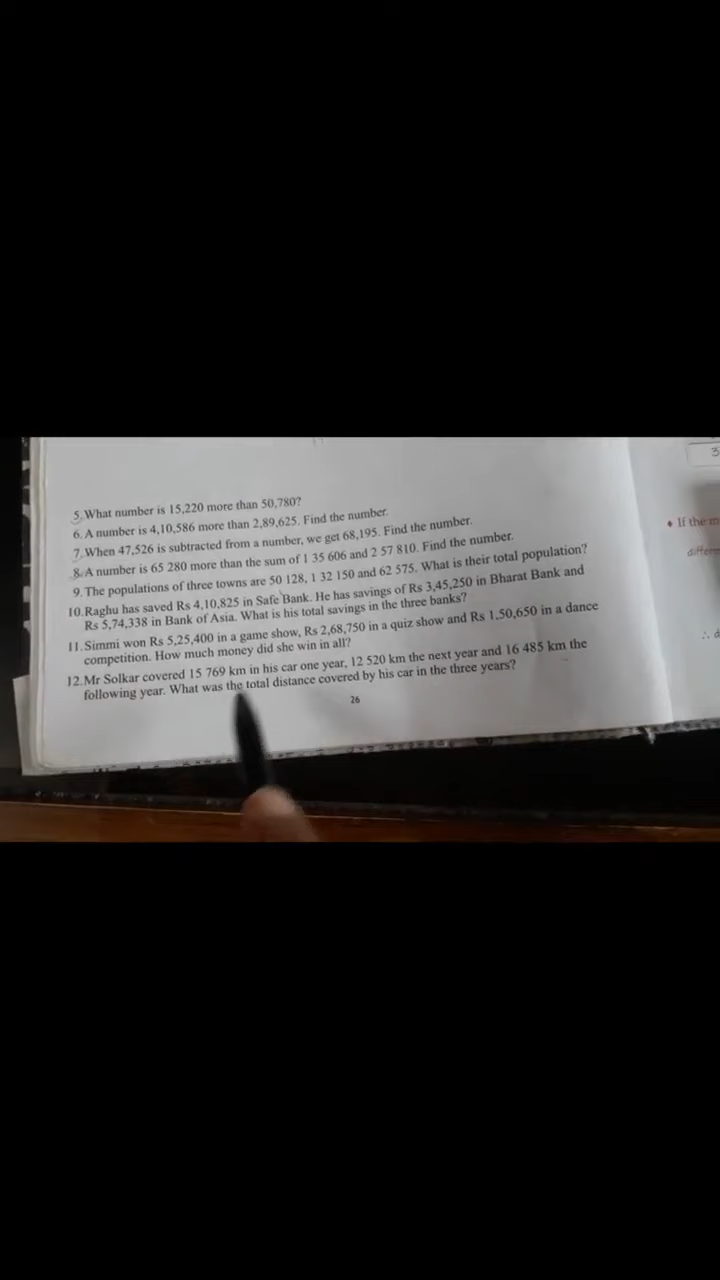 5. What number is 15,220 more than 50,780?
6. A number is 4,10,586 more than 2,89,625. Find the number.
7. When 47,526 is subtracted from a number, we get 68,195. Find the number.
8. A number is 65 280 more than the sum of 1 35 606 and 2 57 810. Find the number.
9. The populations of three towns are 50 128, 1 32 150 and 62 575. What is their total population?
10. Raghu has saved Rs 4,10,825 in Safe Bank. He has savings of Rs 3,45,250 in Bharat Bank and
Rs 5,74,338 in Bank of Asia. What is his total savings in the three banks?
11. Simmi won Rs 5,25,400 in a game show, Rs 2,68,750 in a quiz show and Rs 1,50,650 in a dance
competition. How much money did she win in all?
12. Mr Solkar covered 15 769 km in his car one year, 12 520 km the next year and 16 485 km the
following year. What was the total distance covered by his car in the three years?
26
3
♦ If the
∴